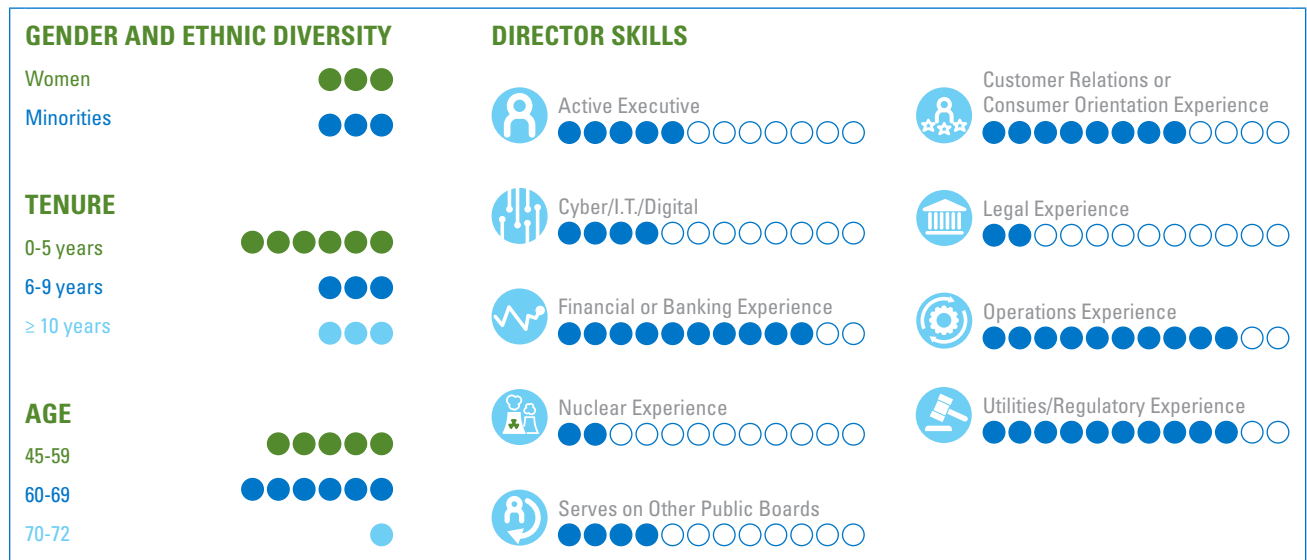 GENDER AND ETHNIC DIVERSITY
Women
Minorities
TENURE
0-5 years
6-9 years
≥ 10 years
AGE
45-59
60-69
70-72
DIRECTOR SKILLS
Active Executive
Cyber/I.T./Digital
Financial or Banking Experience
Nuclear Experience
Serves on Other Public Boards
Customer Relations or
Consumer Orientation Experience
Legal Experience
Operations Experience
Utilities/Regulatory Experience